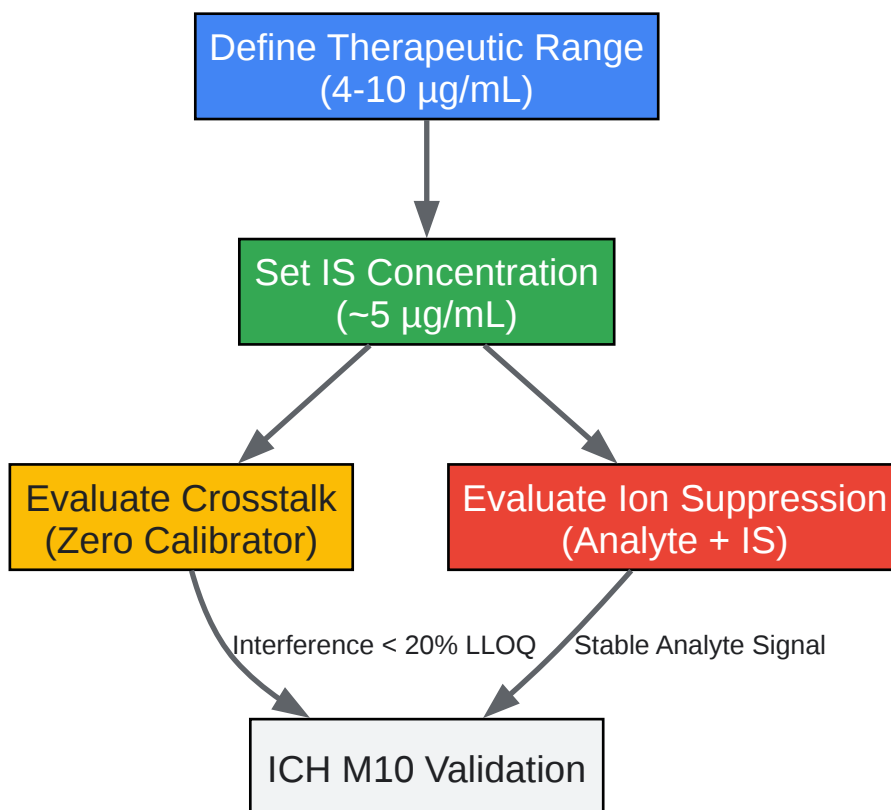 Define Therapeutic Range
(4-10 µg/mL)
Set IS Concentration
(~5 µg/mL)
Evaluate Crosstalk
(Zero Calibrator)
Evaluate Ion Suppression
(Analyte + IS)
Interference < 20% LLOQ
Stable Analyte Signal
ICH M10 Validation